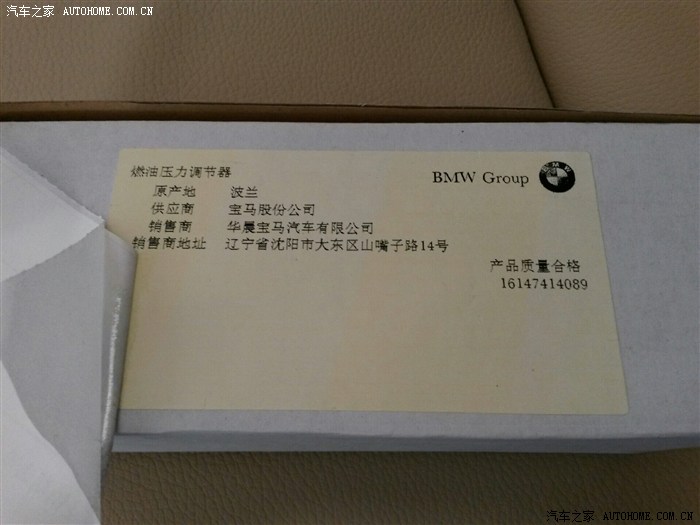 汽车之家 AUTOHOME.COM.CN
燃油压力调节器
BMW Group
BMW
原产地 波兰
供应商 宝马股份公司
销售商 华晨宝马汽车有限公司
销售商地址 辽宁省沈阳市大东区山嘴子路14号
产品质量合格
16147414089
汽车之家 AUTOHOME.COM.CN